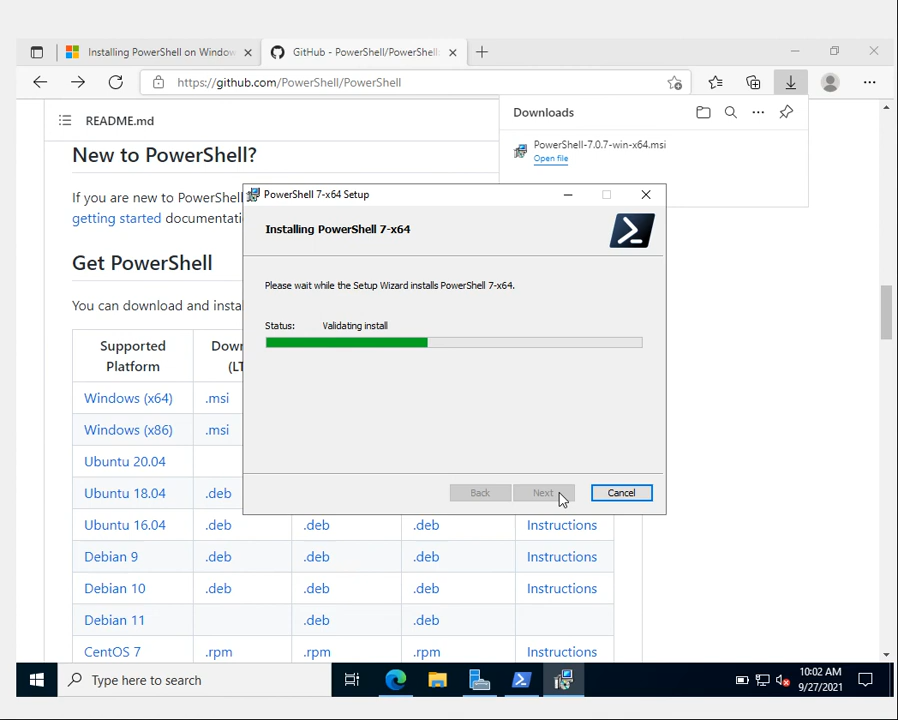 Installing PowerShell on Window
GitHub - PowerShell/PowerShell:
https://github.com/PowerShell/PowerShell
README.md
Downloads
PowerShell-7.0.7-win-x64.msi
Open file
New to PowerShell?
If you are new to PowerShell
getting started documentati
Get PowerShell
You can download and insta
PowerShell 7-x64 Setup
Installing PowerShell 7-x64
Please wait while the Setup Wizard installs PowerShell 7-x64.
Status: Validating install
Back Next Cancel
Supported Platform Down (LT
Windows (x64) .msi
Windows (x86) .msi
Ubuntu 20.04
Ubuntu 18.04 .deb
Ubuntu 16.04 .deb .deb .deb Instructions
Debian 9 .deb .deb .deb Instructions
Debian 10 .deb .deb .deb Instructions
Debian 11 .deb .deb
CentOS 7 .rpm .rpm .rpm Instructions
Type here to search
10:02 AM
9/27/2021